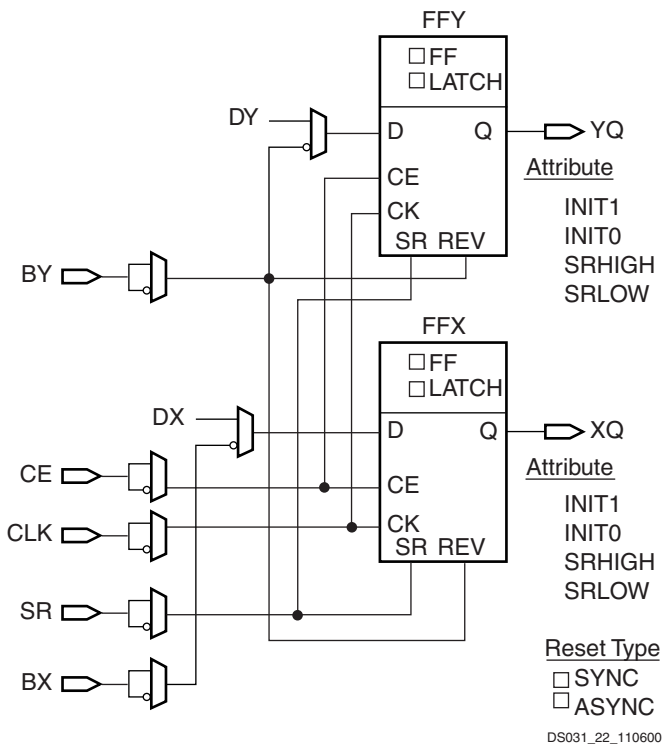 FFY
FF
LATCH
DY
D Q
YQ
Attribute
CE
CK
SR REV
INIT1
INIT0
SRHIGH
SRLOW
BY
FFX
FF
LATCH
DX
D Q
XQ
Attribute
CE
CE
CLK
CK
SR REV
INIT1
INIT0
SRHIGH
SRLOW
SR
BX
Reset Type
SYNC
ASYNC
DS031_22_110600